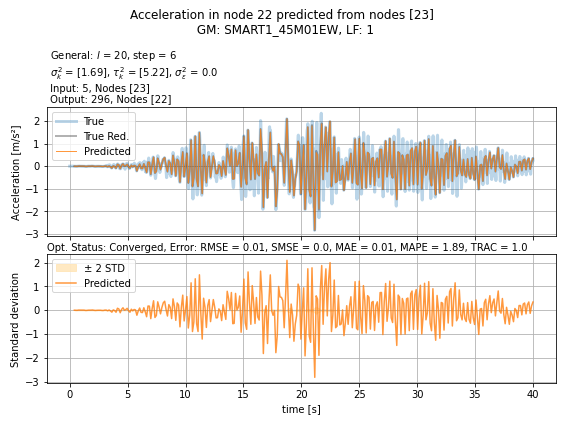 Acceleration in node 22 predicted from nodes [23]
GM: SMART1_45M01EW, LF: 1
General: l = 20, step = 6
σ²ₖ = [1.69], τ²ₖ = [5.22], σ²ε = 0.0
Input: 5, Nodes [23]
Output: 296, Nodes [22]
Acceleration [m/s²]
2
1
0
−1
−2
−3
True
True Red.
Predicted
Opt. Status: Converged, Error: RMSE = 0.01, SMSE = 0.0, MAE = 0.01, MAPE = 1.89, TRAC = 1.0
Standard deviation
2
1
0
−1
−2
−3
± 2 STD
Predicted
0 5 10 15 20 25 30 35 40
time [s]